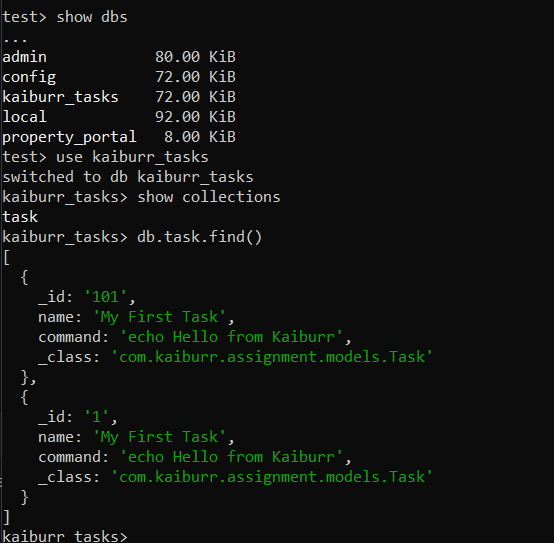 test> show dbs
...
admin                80.00 KiB
config               72.00 KiB
kaiburr_tasks    72.00 KiB
local                92.00 KiB
property_portal   8.00 KiB
test> use kaiburr_tasks
switched to db kaiburr_tasks
kaiburr_tasks> show collections
task
kaiburr_tasks> db.task.find()
[
  {
    _id: '101',
    name: 'My First Task',
    command: 'echo Hello from Kaiburr',
    _class: 'com.kaiburr.assignment.models.Task'
  },
  {
    _id: '1',
    name: 'My First Task',
    command: 'echo Hello from Kaiburr',
    _class: 'com.kaiburr.assignment.models.Task'
  }
]
kaiburr_tasks>